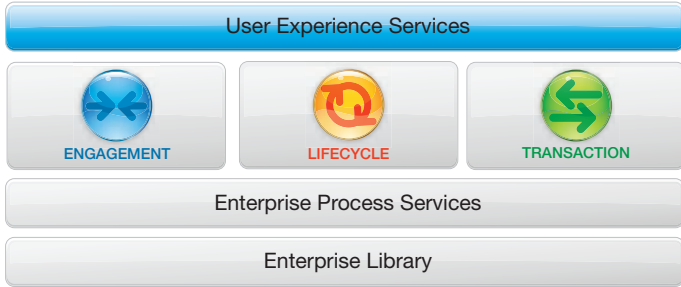 User Experience Services
ENGAGEMENT
LIFECYCLE
TRANSACTION
Enterprise Process Services
Enterprise Library